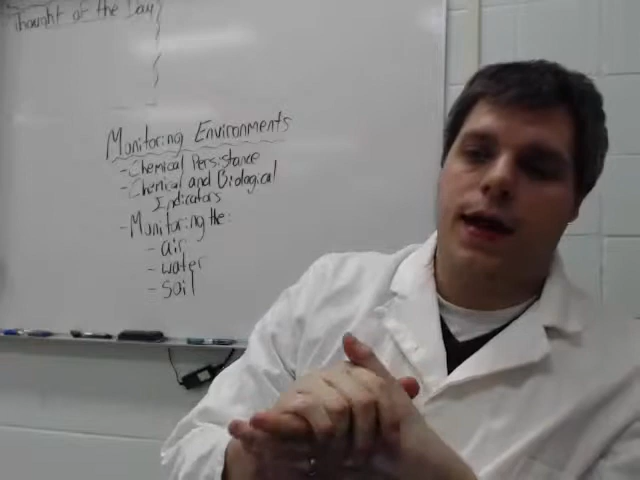 Thought of the Day
Monitoring Environments
- Chemical Persistance
- Chemical and Biological
Indicators
- Monitoring the:
- air
- water
- soil